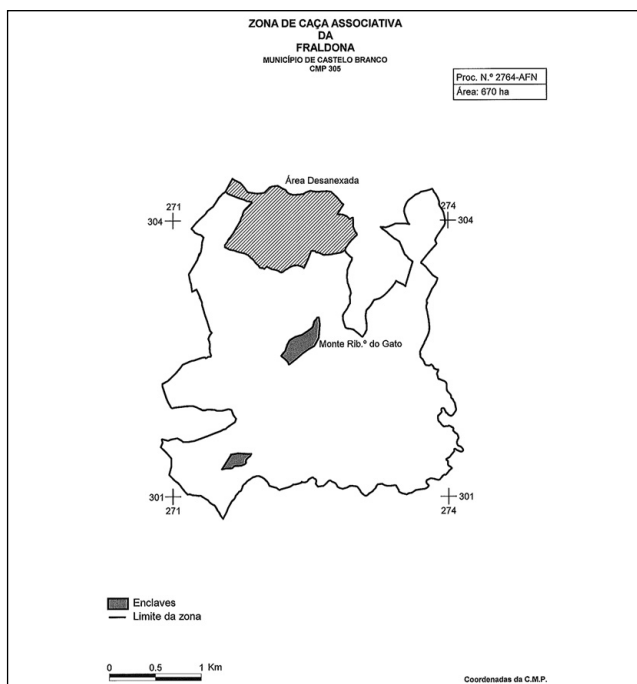 ZONA DE CAÇA ASSOCIATIVA
DA
FRALDONA
MUNICÍPIO DE CASTELO BRANCO
CMP 305
Proc. N.º 2764-AFN
Área: 670 ha
Área Desanexada
271
304
274
304
Monte Rib.º do Gato
301
271
301
274
Enclaves
Limite da zona
0 0.5 1 Km
Coordenadas da C.M.P.